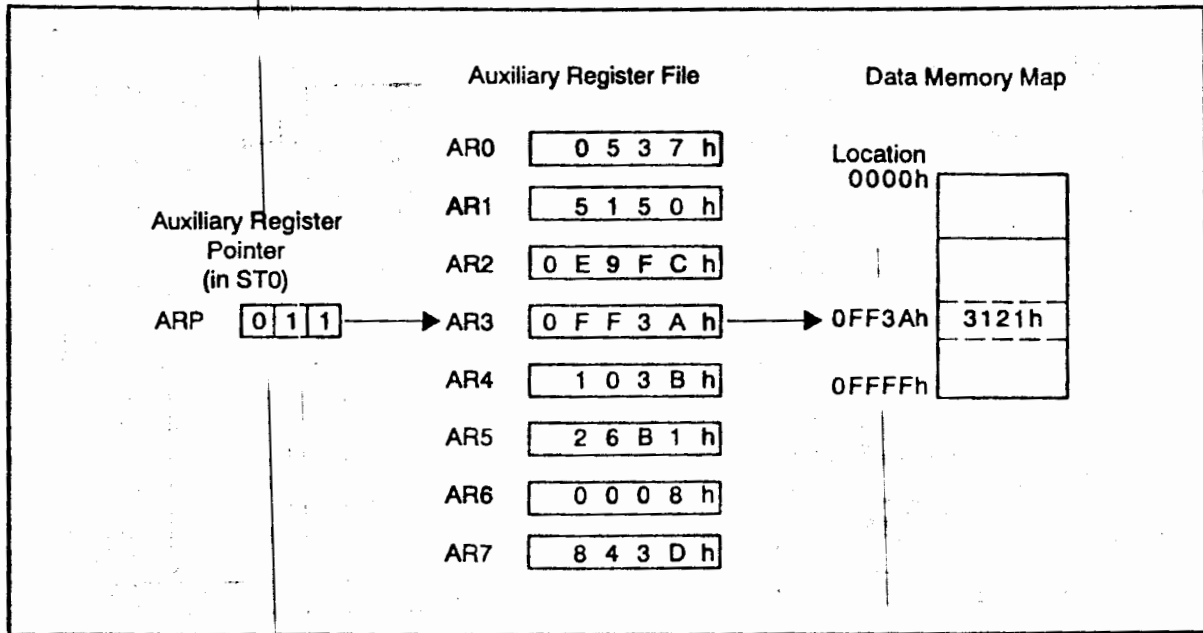 Auxiliary Register File
Data Memory Map
AR0 0 5 3 7 h
AR1 5 1 5 0 h
AR2 0 E 9 F C h
AR3 0 F F 3 A h
AR4 1 0 3 B h
AR5 2 6 B 1 h
AR6 0 0 0 8 h
AR7 8 4 3 D h
Auxiliary Register
Pointer
(in ST0)
ARP 0 1 1
Location
0000h
0FF3Ah 3121h
0FFFFh